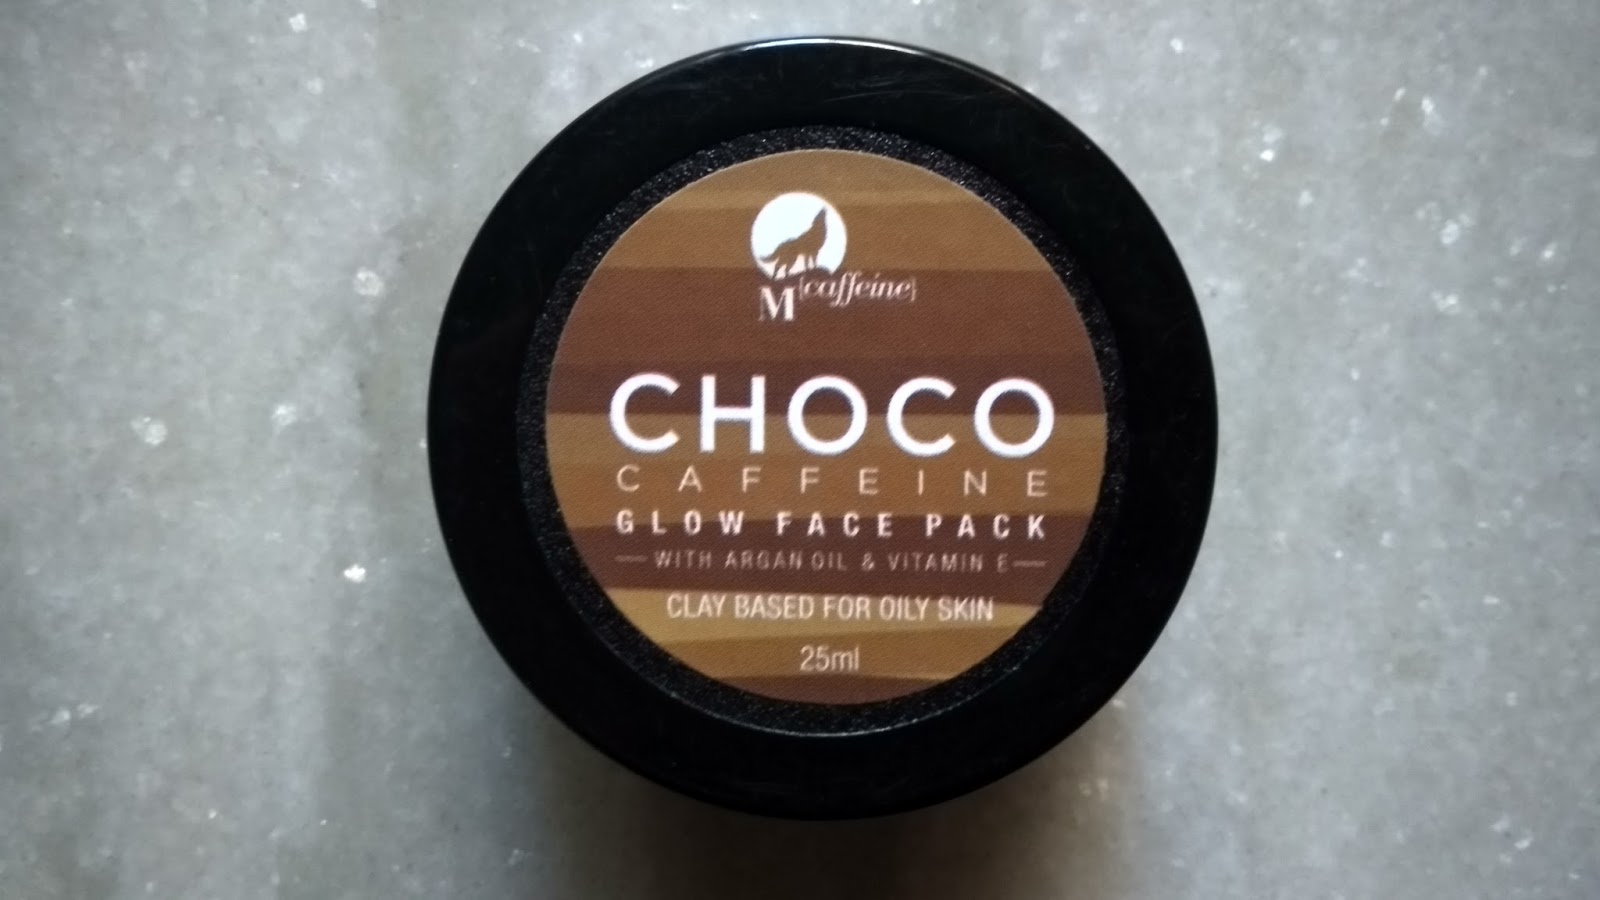 M{caffeine}
CHOCO
CAFFEINE
GLOW FACE PACK
WITH ARGAN OIL & VITAMIN E
CLAY BASED FOR OILY SKIN
25ml